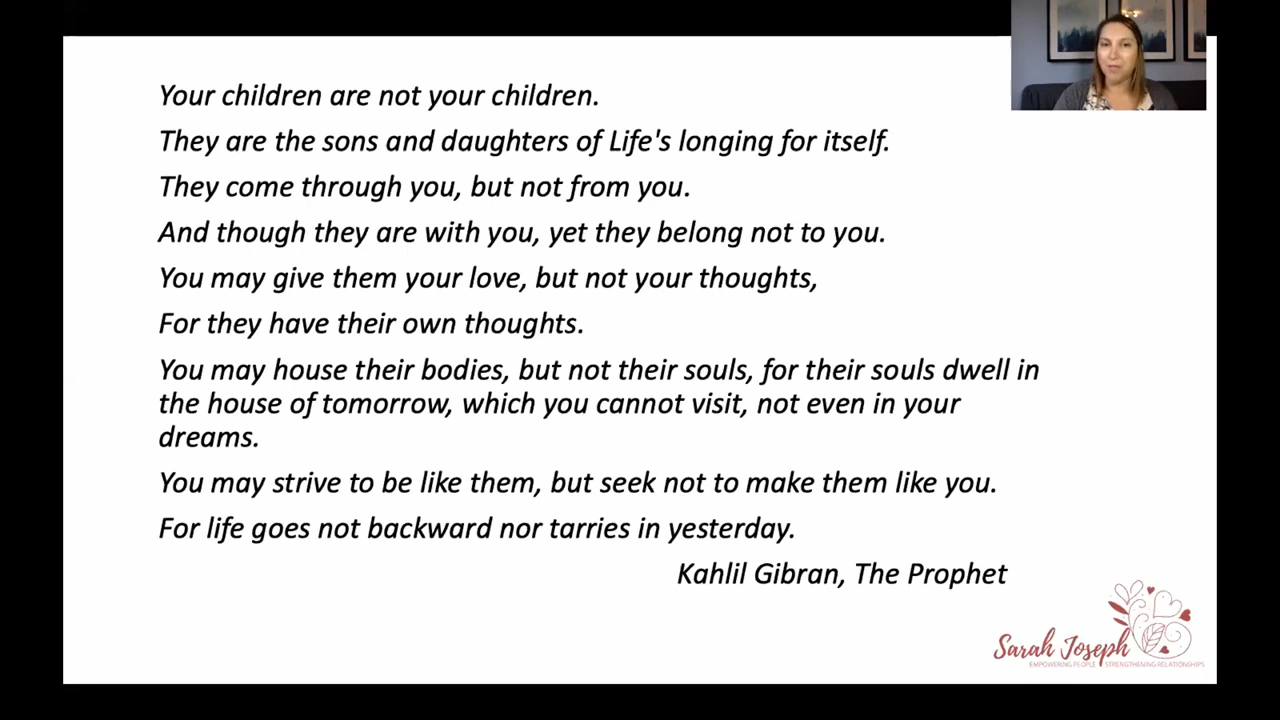 Your children are not your children.
They are the sons and daughters of Life's longing for itself.
They come through you, but not from you.
And though they are with you, yet they belong not to you.
You may give them your love, but not your thoughts,
For they have their own thoughts.
You may house their bodies, but not their souls, for their souls dwell in
the house of tomorrow, which you cannot visit, not even in your
dreams.
You may strive to be like them, but seek not to make them like you.
For life goes not backward nor tarries in yesterday.
Kahlil Gibran, The Prophet
Sarah Joseph
EMPOWERING PEOPLE STRENGTHENING RELATIONSHIPS